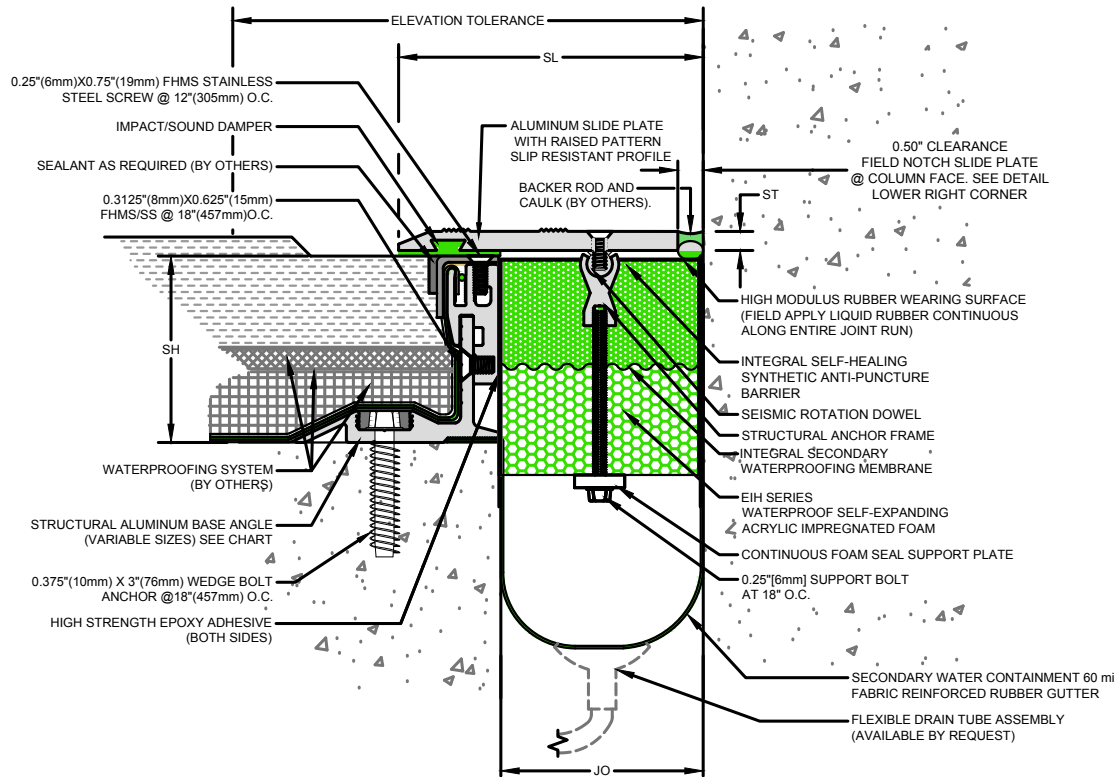 ELEVATION TOLERANCE
SL
0.25"(6mm)X0.75"(19mm) FHMS STAINLESS
STEEL SCREW @ 12"(305mm) O.C.
IMPACT/SOUND DAMPER
SEALANT AS REQUIRED (BY OTHERS)
0.3125"(8mm)X0.625"(15mm)
FHMS/SS @ 18"(457mm)O.C.
ALUMINUM SLIDE PLATE
WITH RAISED PATTERN
SLIP RESISTANT PROFILE
BACKER ROD AND
CAULK (BY OTHERS).
0.50" CLEARANCE
FIELD NOTCH SLIDE PLATE
@ COLUMN FACE. SEE DETAIL
LOWER RIGHT CORNER
ST
SH
HIGH MODULUS RUBBER WEARING SURFACE
(FIELD APPLY LIQUID RUBBER CONTINUOUS
ALONG ENTIRE JOINT RUN)
INTEGRAL SELF-HEALING
SYNTHETIC ANTI-PUNCTURE
BARRIER
SEISMIC ROTATION DOWEL
STRUCTURAL ANCHOR FRAME
INTEGRAL SECONDARY
WATERPROOFING MEMBRANE
EIH SERIES
WATERPROOF SELF-EXPANDING
ACRYLIC IMPREGNATED FOAM
CONTINUOUS FOAM SEAL SUPPORT PLATE
0.25"[6mm] SUPPORT BOLT
AT 18" O.C.
WATERPROOFING SYSTEM
(BY OTHERS)
STRUCTURAL ALUMINUM BASE ANGLE
(VARIABLE SIZES) SEE CHART
0.375"(10mm) X 3"(76mm) WEDGE BOLT
ANCHOR @18"(457mm) O.C.
HIGH STRENGTH EPOXY ADHESIVE
(BOTH SIDES)
SECONDARY WATER CONTAINMENT 60 mi
FABRIC REINFORCED RUBBER GUTTER
FLEXIBLE DRAIN TUBE ASSEMBLY
(AVAILABLE BY REQUEST)
JO